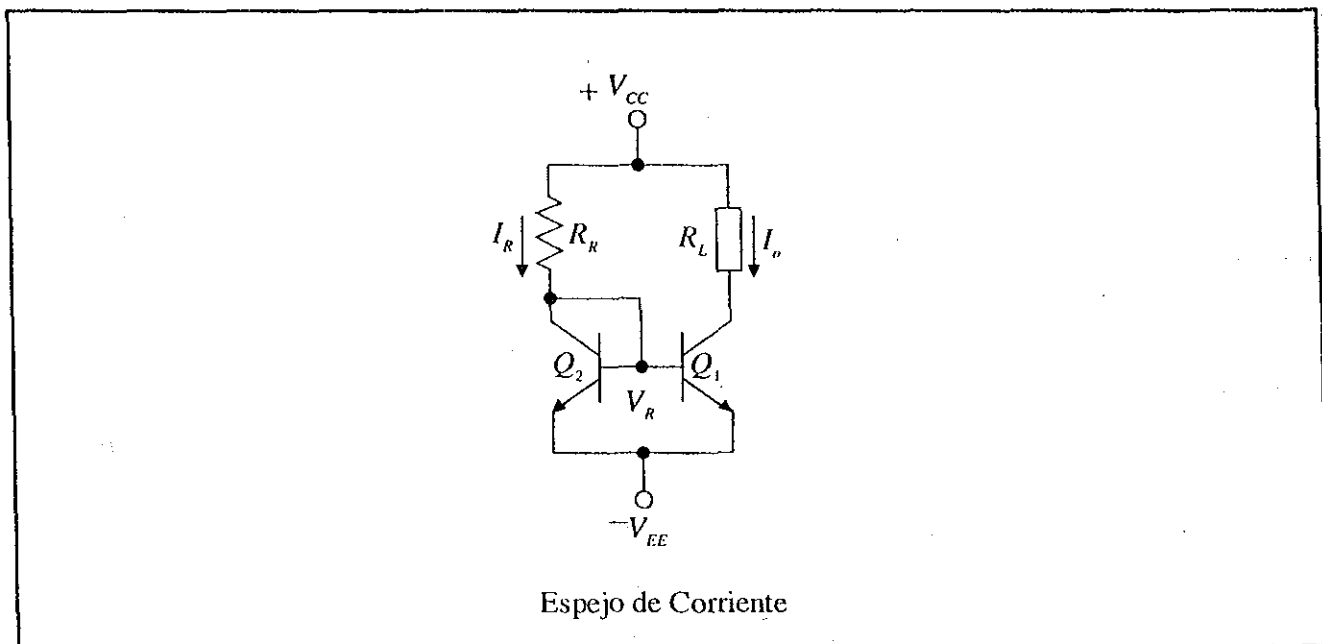 + V_CC
I_R
R_R
R_L
I_o
Q_2
Q_1
V_R
−V_EE
Espejo de Corriente